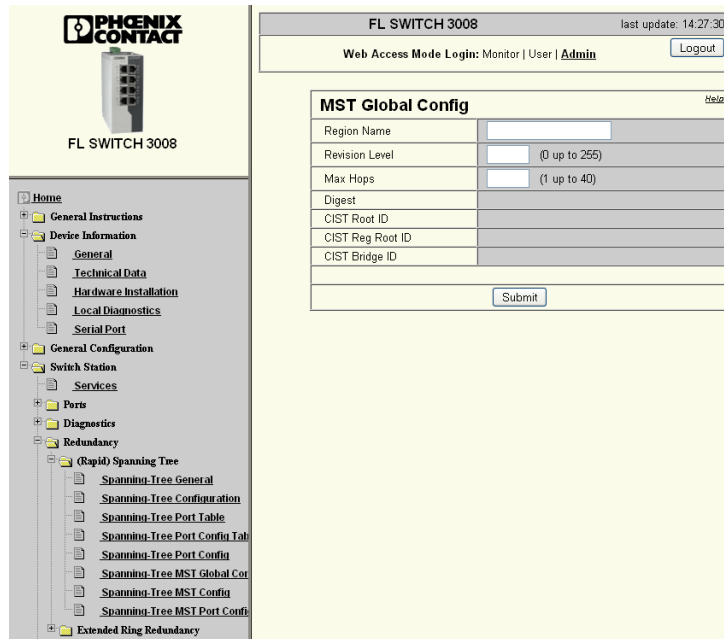 PHŒNIX
CONTACT
FL SWITCH 3008
Home
General Instructions
Device Information
General
Technical Data
Hardware Installation
Local Diagnostics
Serial Port
General Configuration
Switch Station
Services
Ports
Diagnostics
Redundancy
(Rapid) Spanning Tree
Spanning-Tree General
Spanning-Tree Configuration
Spanning-Tree Port Table
Spanning-Tree Port Config Tab
Spanning-Tree Port Config
Spanning-Tree MST Global Con
Spanning-Tree MST Config
Spanning-Tree MST Port Confi
Extended Ring Redundancy
FL SWITCH 3008 last update: 14:27:30
Web Access Mode Login: Monitor | User | Admin Logout
MST Global Config Help
Region Name
Revision Level (0 up to 255)
Max Hops (1 up to 40)
Digest
CIST Root ID
CIST Reg Root ID
CIST Bridge ID
Submit